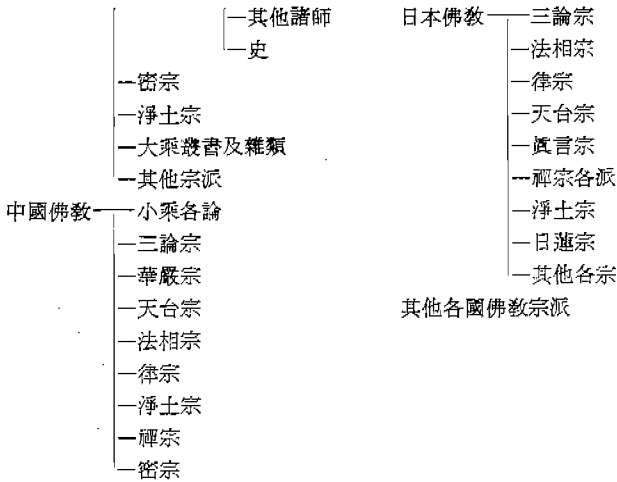 其他諸師
史
密宗
淨土宗
大乘叢書及雜類
其他宗派
中國佛教 小乘各論
三論宗
華嚴宗
天台宗
法相宗
律宗
淨土宗
禪宗
密宗
日本佛教 三論宗
法相宗
律宗
天台宗
眞言宗
禪宗各派
淨土宗
日蓮宗
其他各宗
其他各國佛教宗派